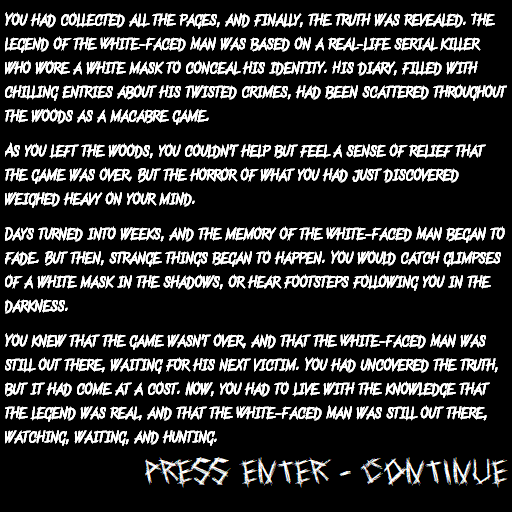 YOU HAD COLLECTED ALL THE PAGES, AND FINALLY, THE TRUTH WAS REVEALED. THE
LEGEND OF THE WHITE-FACED MAN WAS BASED ON A REAL-LIFE SERIAL KILLER
WHO WORE A WHITE MASK TO CONCEAL HIS IDENTITY. HIS DIARY, FILLED WITH
CHILLING ENTRIES ABOUT HIS TWISTED CRIMES, HAD BEEN SCATTERED THROUGHOUT
THE WOODS AS A MACABRE GAME.
AS YOU LEFT THE WOODS, YOU COULDN'T HELP BUT FEEL A SENSE OF RELIEF THAT
THE GAME WAS OVER. BUT THE HORROR OF WHAT YOU HAD JUST DISCOVERED
WEIGHED HEAVY ON YOUR MIND.
DAYS TURNED INTO WEEKS, AND THE MEMORY OF THE WHITE-FACED MAN BEGAN TO
FADE. BUT THEN, STRANGE THINGS BEGAN TO HAPPEN. YOU WOULD CATCH GLIMPSES
OF A WHITE MASK IN THE SHADOWS, OR HEAR FOOTSTEPS FOLLOWING YOU IN THE
DARKNESS.
YOU KNEW THAT THE GAME WASN'T OVER, AND THAT THE WHITE-FACED MAN WAS
STILL OUT THERE, WAITING FOR HIS NEXT VICTIM. YOU HAD UNCOVERED THE TRUTH,
BUT IT HAD COME AT A COST. NOW, YOU HAD TO LIVE WITH THE KNOWLEDGE THAT
THE LEGEND WAS REAL, AND THAT THE WHITE-FACED MAN WAS STILL OUT THERE,
WATCHING, WAITING, AND HUNTING.
PRESS ENTER - CONTINUE